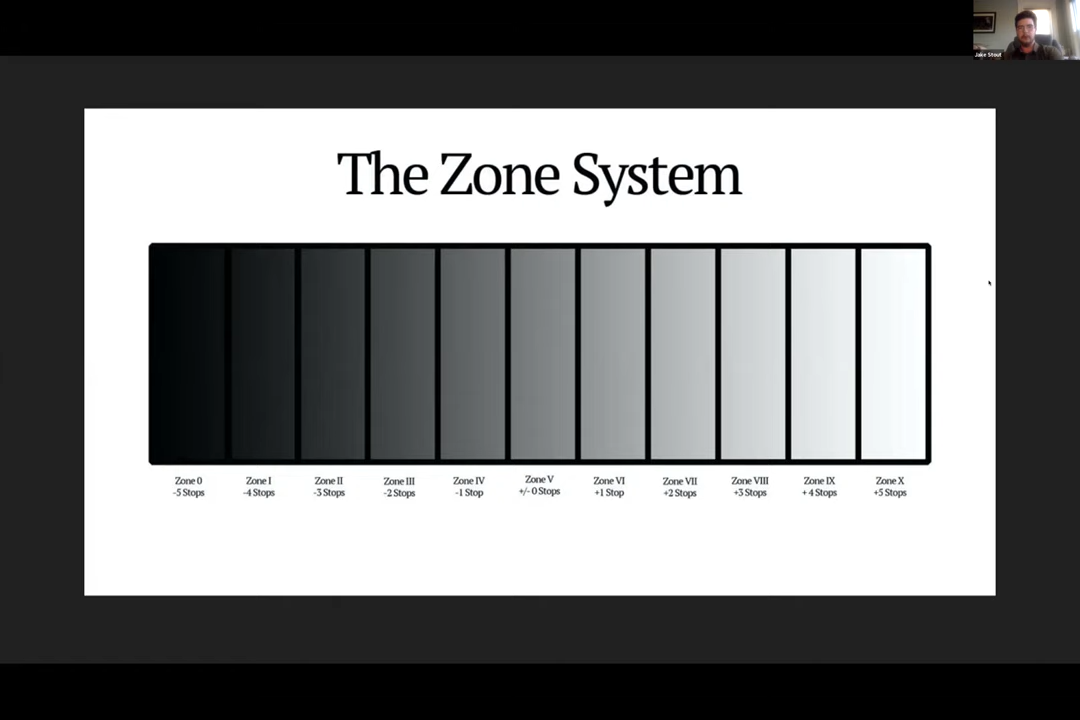 Jake Stout
The Zone System
Zone 0 Zone I Zone II Zone III Zone IV Zone V Zone VI Zone VII Zone VIII Zone IX Zone X
-5 Stops -4 Stops -3 Stops -2 Stops -1 Stop +/- 0 Stops +1 Stop +2 Stops +3 Stops + 4 Stops +5 Stops